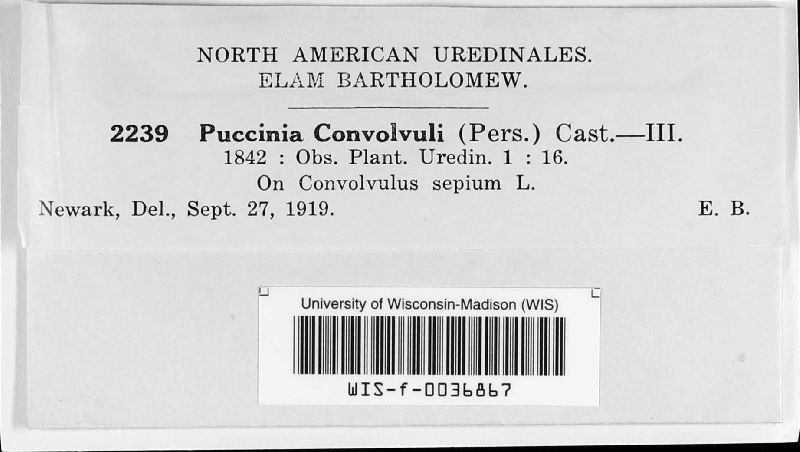 NORTH AMERICAN UREDINALES.
ELAM BARTHOLOMEW.
2239 Puccinia Convolvuli (Pers.) Cast.—III.
1842 : Obs. Plant. Uredin. 1 : 16.
On Convolvulus sepium L.
Newark, Del., Sept. 27, 1919. E. B.
University of Wisconsin-Madison (WIS)
WIS-f-0036867